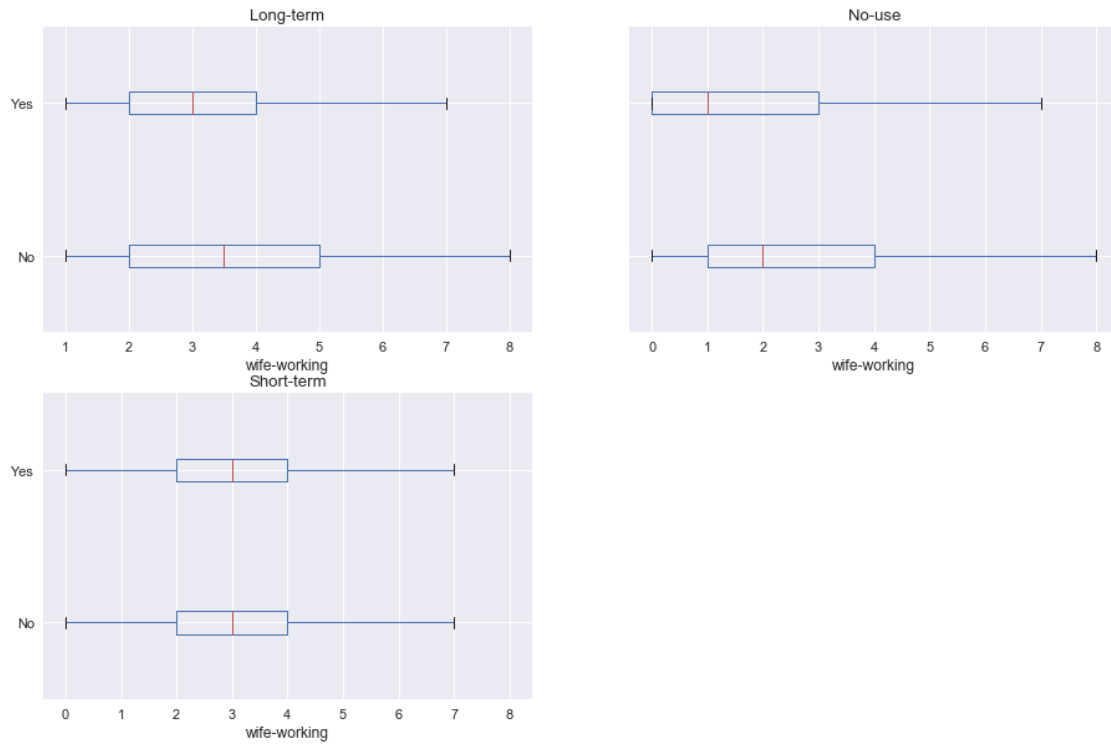 Long-term
Yes
No
1 2 3 4 5 6 7 8
wife-working
No-use
0 1 2 3 4 5 6 7 8
wife-working
Short-term
Yes
No
0 1 2 3 4 5 6 7 8
wife-working